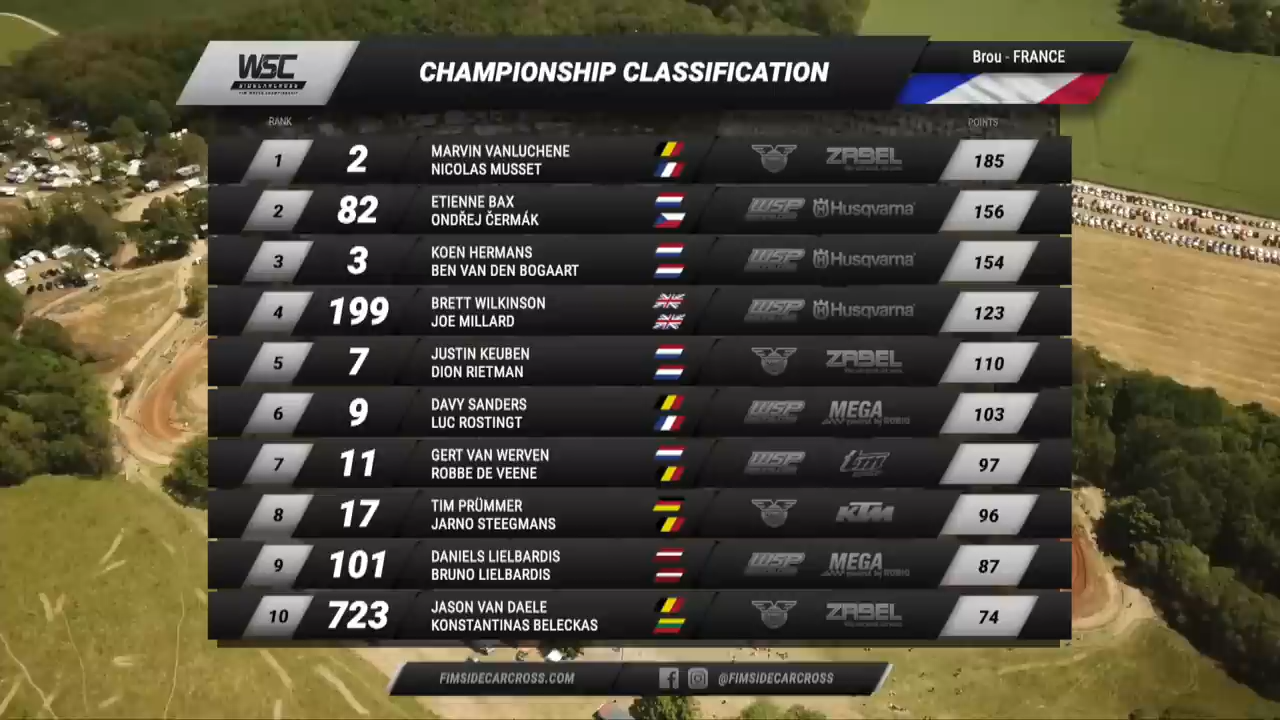 WSC
SIDECARCROSS
CHAMPIONSHIP CLASSIFICATION
Brou - FRANCE
RANK
POINTS
1 2 MARVIN VANLUCHENE ZABEL 185
NICOLAS MUSSET
2 82 ETIENNE BAX WSP Husqvarna 156
ONDŘEJ ČERMÁK
3 3 KOEN HERMANS WSP Husqvarna 154
BEN VAN DEN BOGAART
4 199 BRETT WILKINSON WSP Husqvarna 123
JOE MILLARD
5 7 JUSTIN KEUBEN ZABEL 110
DION RIETMAN
6 9 DAVY SANDERS WSP MEGA 103
LUC ROSTINGT
7 11 GERT VAN WERVEN WSP tm 97
ROBBE DE VEENE
8 17 TIM PRÜMMER KTM 96
JARNO STEEGMANS
9 101 DANIELS LIELBARDIS WSP MEGA 87
BRUNO LIELBARDIS
10 723 JASON VAN DAELE ZABEL 74
KONSTANTINAS BELECKAS
FIMSIDECARCROSS.COM
@FIMSIDECARCROSS